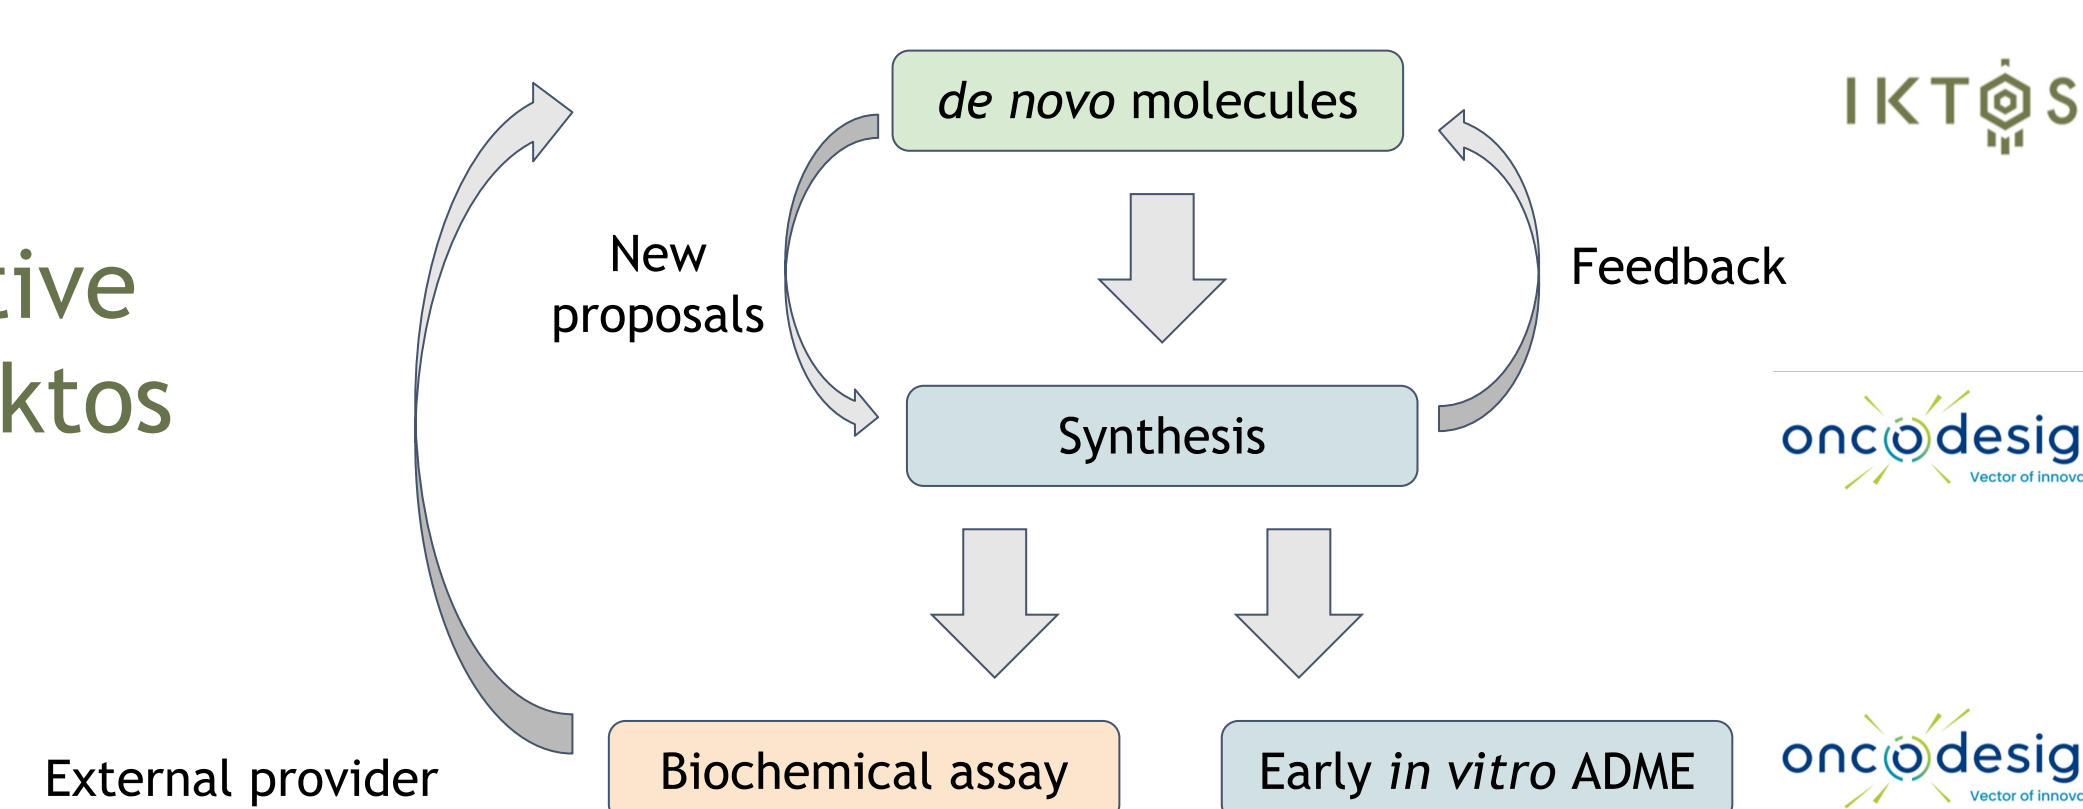 de novo molecules
IKTOS
New
proposals
Feedback
tive
ktos
Synthesis
oncodesig
Vector of innova
External provider
Biochemical assay
Early in vitro ADME
oncodesig
Vector of innova